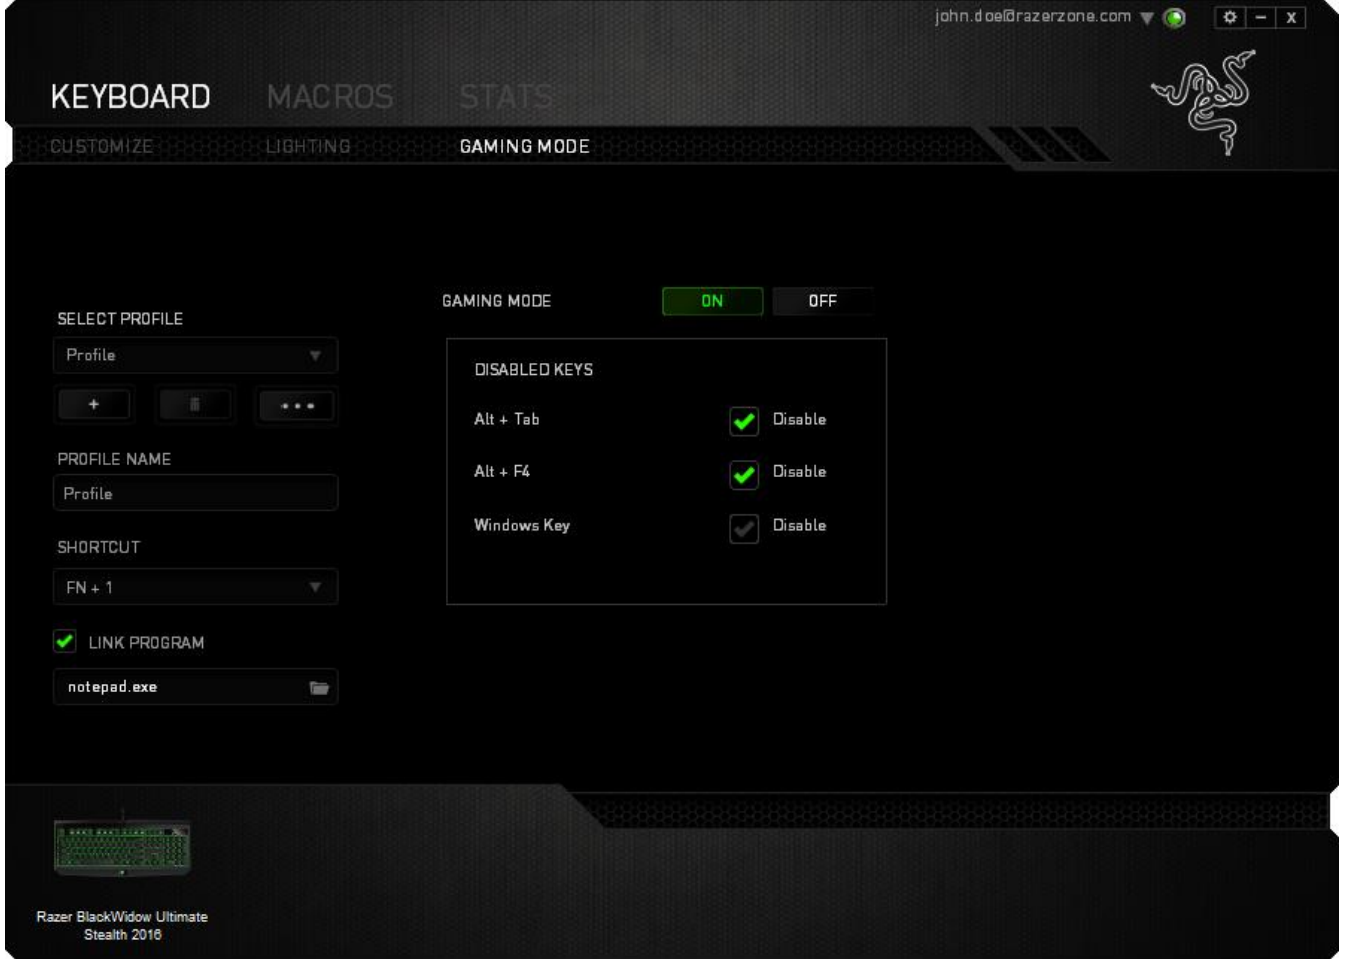 john.doe@razerzone.com
KEYBOARD MACROS STATS
CUSTOMIZE LIGHTING GAMING MODE
SELECT PROFILE
Profile
PROFILE NAME
Profile
SHORTCUT
FN + 1
LINK PROGRAM
notepad.exe
GAMING MODE ON OFF
DISABLED KEYS
Alt + Tab Disable
Alt + F4 Disable
Windows Key Disable
Razer BlackWidow Ultimate
Stealth 2016